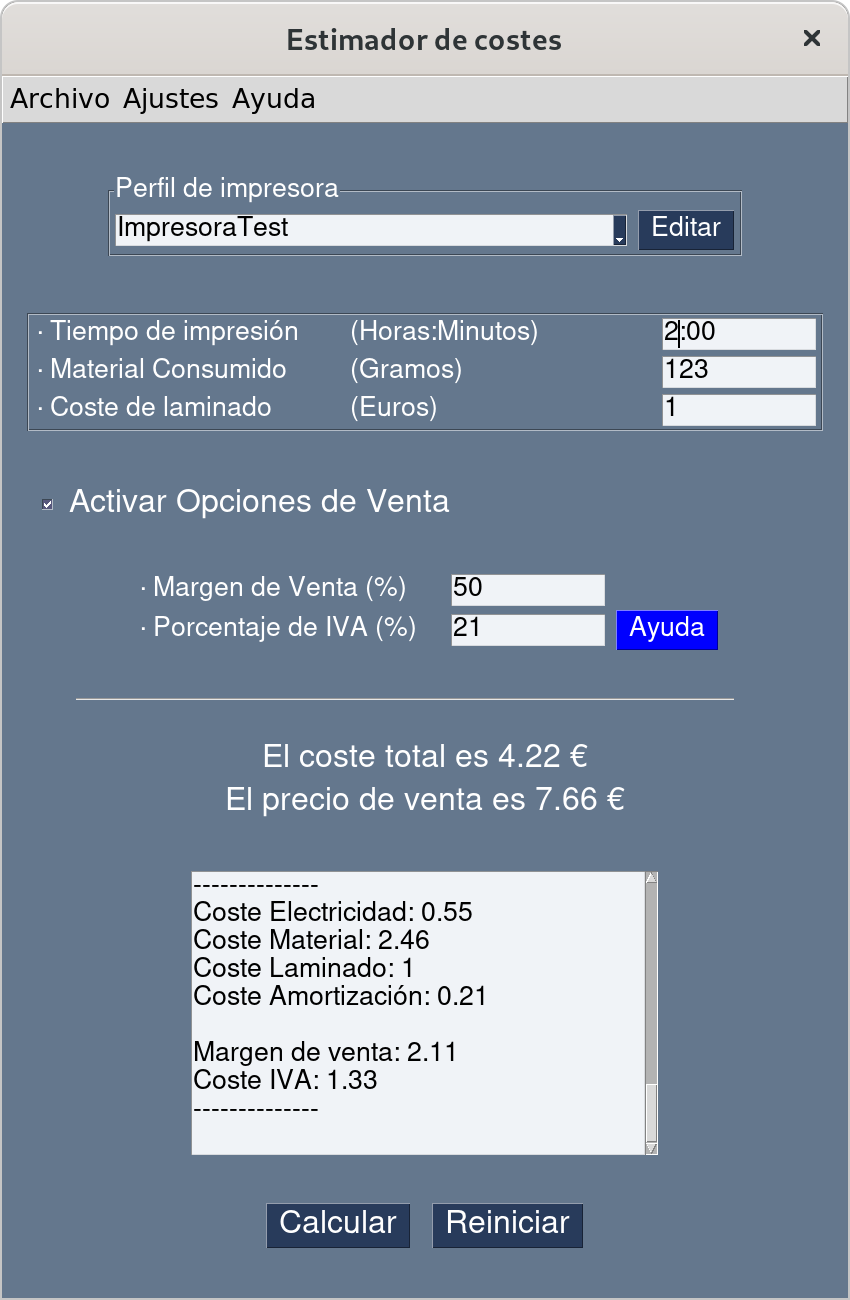 Estimador de costes ×
Archivo Ajustes Ayuda
Perfil de impresora
ImpresoraTest Editar
· Tiempo de impresión (Horas:Minutos) 2:00
· Material Consumido (Gramos) 123
· Coste de laminado (Euros) 1
Activar Opciones de Venta
· Margen de Venta (%) 50
· Porcentaje de IVA (%) 21 Ayuda
El coste total es 4.22 €
El precio de venta es 7.66 €
--------------
Coste Electricidad: 0.55
Coste Material: 2.46
Coste Laminado: 1
Coste Amortización: 0.21
Margen de venta: 2.11
Coste IVA: 1.33
--------------
Calcular Reiniciar